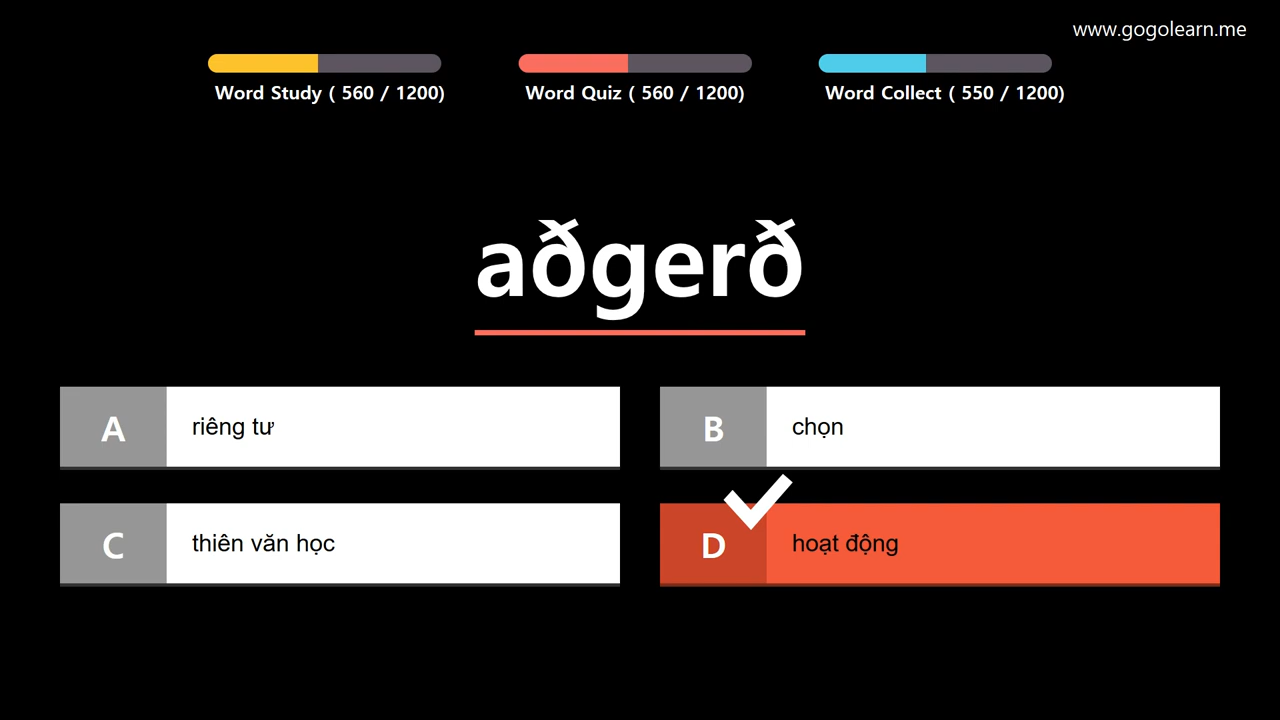 www.gogolearn.me
Word Study ( 560 / 1200)
Word Quiz ( 560 / 1200)
Word Collect ( 550 / 1200)
aðgerð
A
riêng tư
B
chọn
C
thiên văn học
D
hoạt động